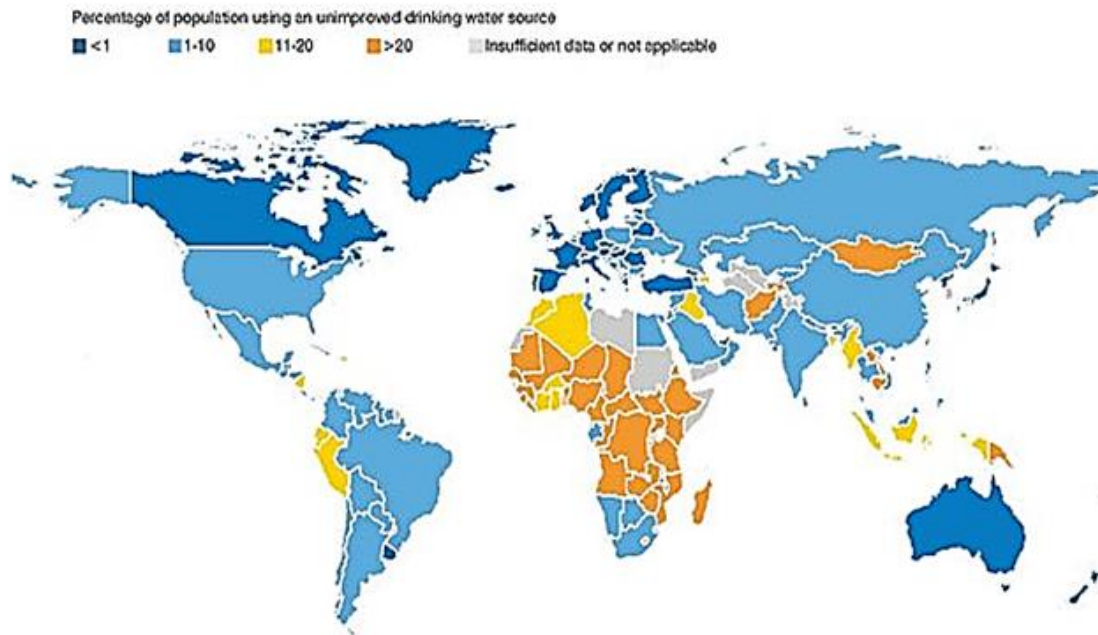 Percentage of population using an unimproved drinking water source
<1 1-10 11-20 >20 Insufficient data or not applicable